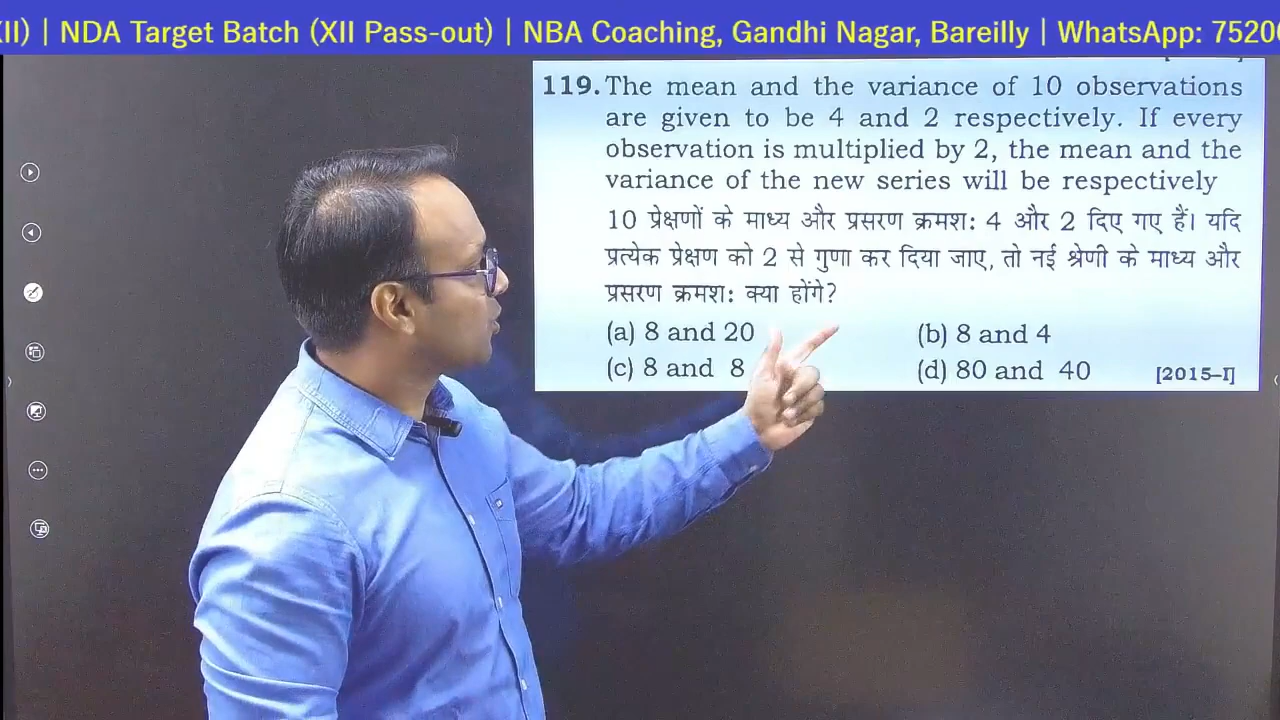 XII) | NDA Target Batch (XII Pass-out) | NBA Coaching, Gandhi Nagar, Bareilly | WhatsApp: 7520
119. The mean and the variance of 10 observations
are given to be 4 and 2 respectively. If every
observation is multiplied by 2, the mean and the
variance of the new series will be respectively
10 प्रेक्षणों के माध्य और प्रसरण क्रमश: 4 और 2 दिए गए हैं। यदि
प्रत्येक प्रेक्षण को 2 से गुणा कर दिया जाए, तो नई श्रेणी के माध्य और
प्रसरण क्रमश: क्या होंगे?
(a) 8 and 20 (b) 8 and 4
(c) 8 and 8 (d) 80 and 40 [2015–I]